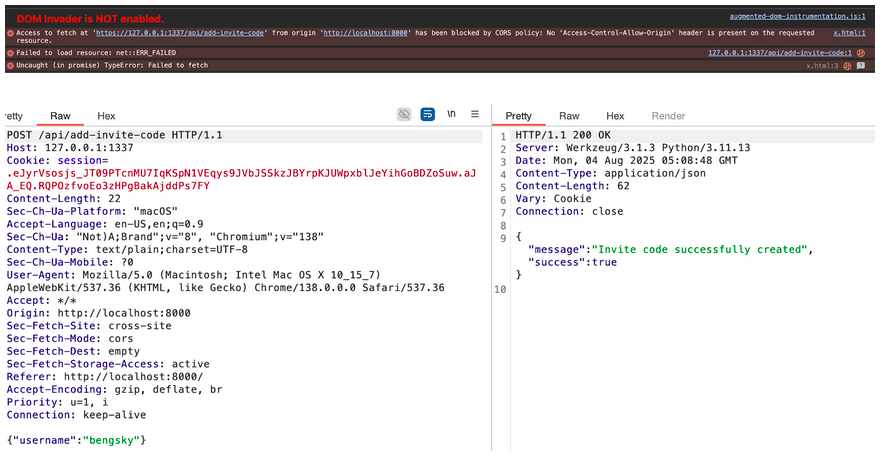 DOM Invader is NOT enabled.
augmented-dom-instrumentation.js:1
Access to fetch at 'https://127.0.0.1:1337/api/add-invite-code' from origin 'http://localhost:8000' has been blocked by CORS policy: No 'Access-Control-Allow-Origin' header is present on the requested
x.html:1
resource.
Failed to load resource: net::ERR_FAILED
127.0.0.1:1337/api/add-invite-code:1
Uncaught (in promise) TypeError: Failed to fetch
x.html:3
retty Raw Hex
\n
POST /api/add-invite-code HTTP/1.1
Host: 127.0.0.1:1337
Cookie: session=
.eJyrVsosjs_JT09PTcnMU7IqKSpN1VEqys9JVbJSSkzJBYrpKJUWpxblJeYihGoBDZoSuw.aJ
A_EQ.RQPOzfvoEo3zHPgBakAjddPs7FY
Content-Length: 22
Sec-Ch-Ua-Platform: "macOS"
Accept-Language: en-US,en;q=0.9
Sec-Ch-Ua: "Not)A;Brand";v="8", "Chromium";v="138"
Content-Type: text/plain;charset=UTF-8
Sec-Ch-Ua-Mobile: ?0
User-Agent: Mozilla/5.0 (Macintosh; Intel Mac OS X 10_15_7)
AppleWebKit/537.36 (KHTML, like Gecko) Chrome/138.0.0.0 Safari/537.36
Accept: */*
Origin: http://localhost:8000
Sec-Fetch-Site: cross-site
Sec-Fetch-Mode: cors
Sec-Fetch-Dest: empty
Sec-Fetch-Storage-Access: active
Referer: http://localhost:8000/
Accept-Encoding: gzip, deflate, br
Priority: u=1, i
Connection: keep-alive
{"username":"bengsky"}
Pretty Raw Hex Render
1 HTTP/1.1 200 OK
2 Server: Werkzeug/3.1.3 Python/3.11.13
3 Date: Mon, 04 Aug 2025 05:08:48 GMT
4 Content-Type: application/json
5 Content-Length: 62
6 Vary: Cookie
7 Connection: close
8
9 {
"message":"Invite code successfully created",
"success":true
}
10